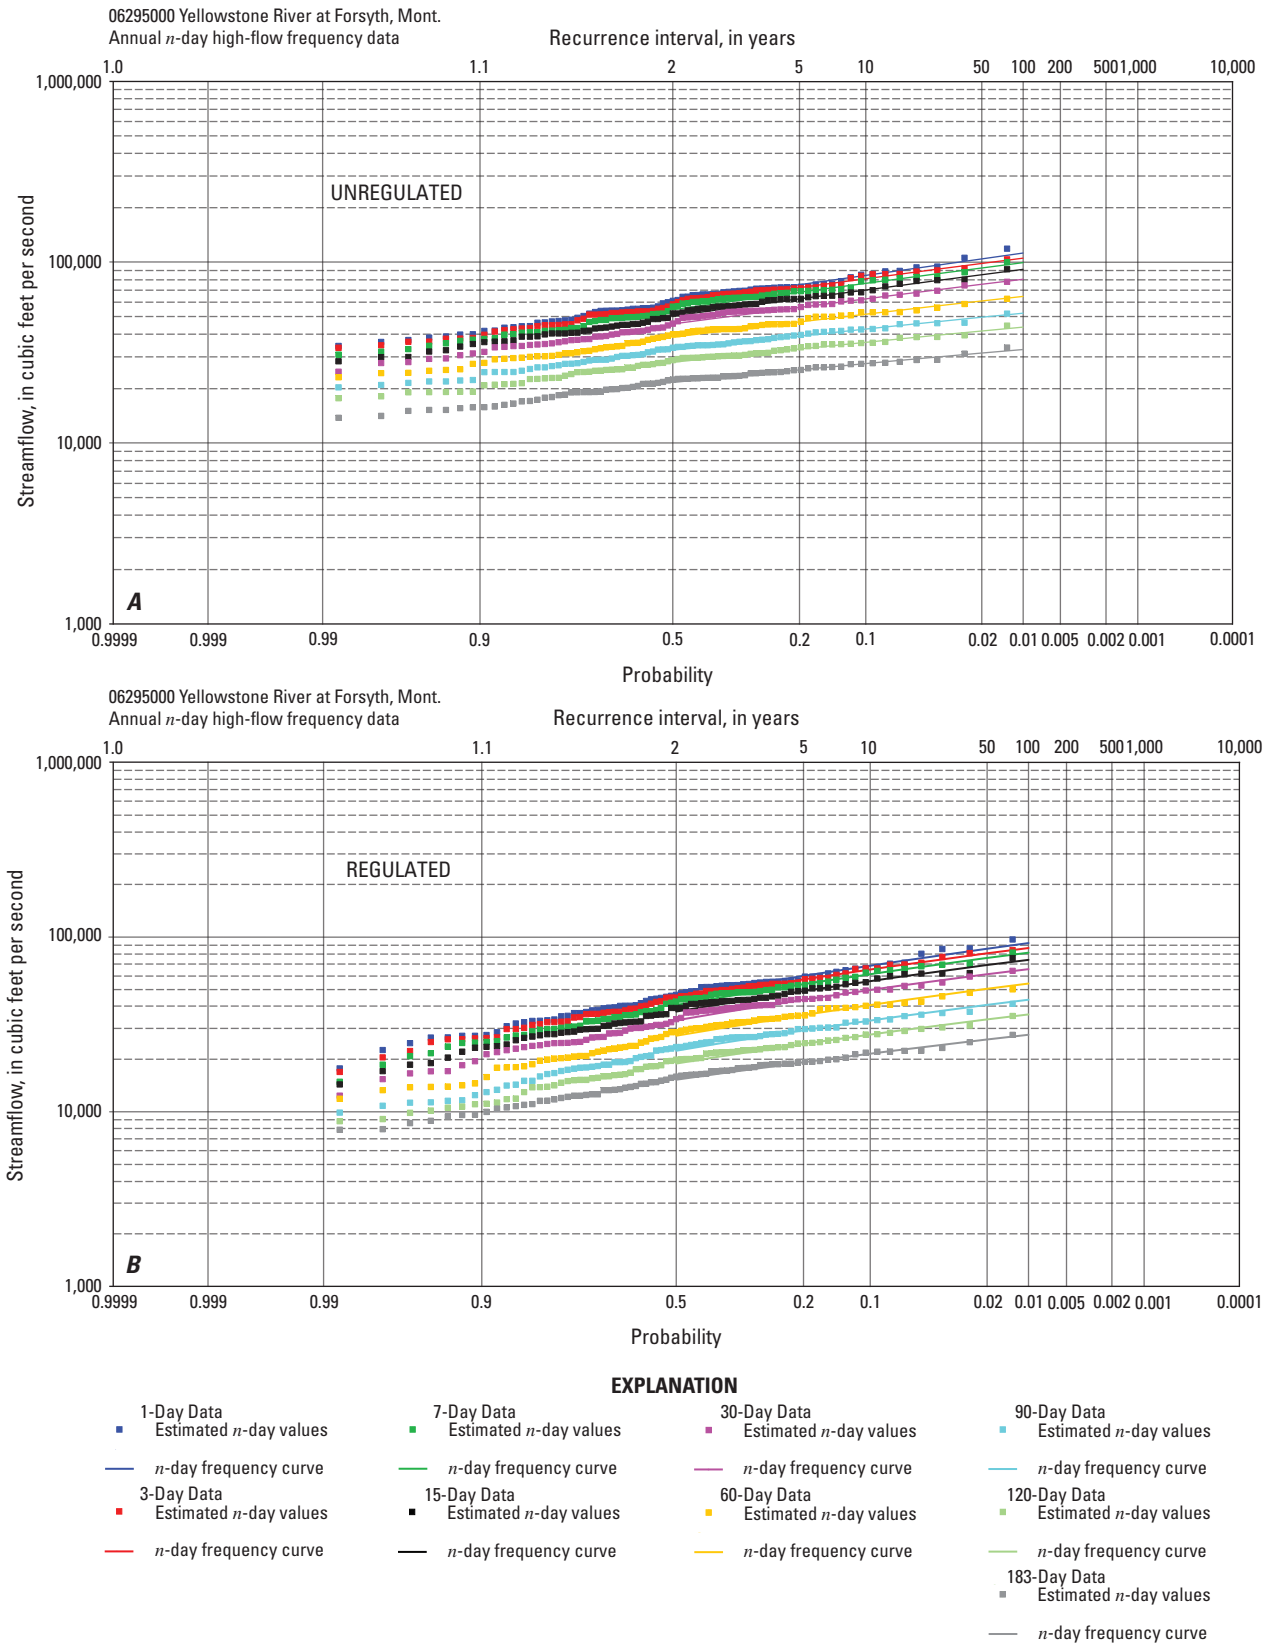 06295000 Yellowstone River at Forsyth, Mont.
Annual n-day high-flow frequency data
Recurrence interval, in years
1.0 1.1 2 5 10 50 100 200 500 1,000 10,000
1,000,000
100,000
10,000
1,000
Streamflow, in cubic feet per second
UNREGULATED
A
0.9999 0.999 0.99 0.9 0.5 0.2 0.1 0.02 0.01 0.005 0.002 0.001 0.0001
Probability
06295000 Yellowstone River at Forsyth, Mont.
Annual n-day high-flow frequency data
Recurrence interval, in years
1.0 1.1 2 5 10 50 100 200 500 1,000 10,000
1,000,000
100,000
10,000
1,000
Streamflow, in cubic feet per second
REGULATED
B
0.9999 0.999 0.99 0.9 0.5 0.2 0.1 0.02 0.01 0.005 0.002 0.001 0.0001
Probability
EXPLANATION
1-Day Data
Estimated n-day values
n-day frequency curve
3-Day Data
Estimated n-day values
n-day frequency curve
7-Day Data
Estimated n-day values
n-day frequency curve
15-Day Data
Estimated n-day values
n-day frequency curve
30-Day Data
Estimated n-day values
n-day frequency curve
60-Day Data
Estimated n-day values
n-day frequency curve
90-Day Data
Estimated n-day values
n-day frequency curve
120-Day Data
Estimated n-day values
n-day frequency curve
183-Day Data
Estimated n-day values
n-day frequency curve